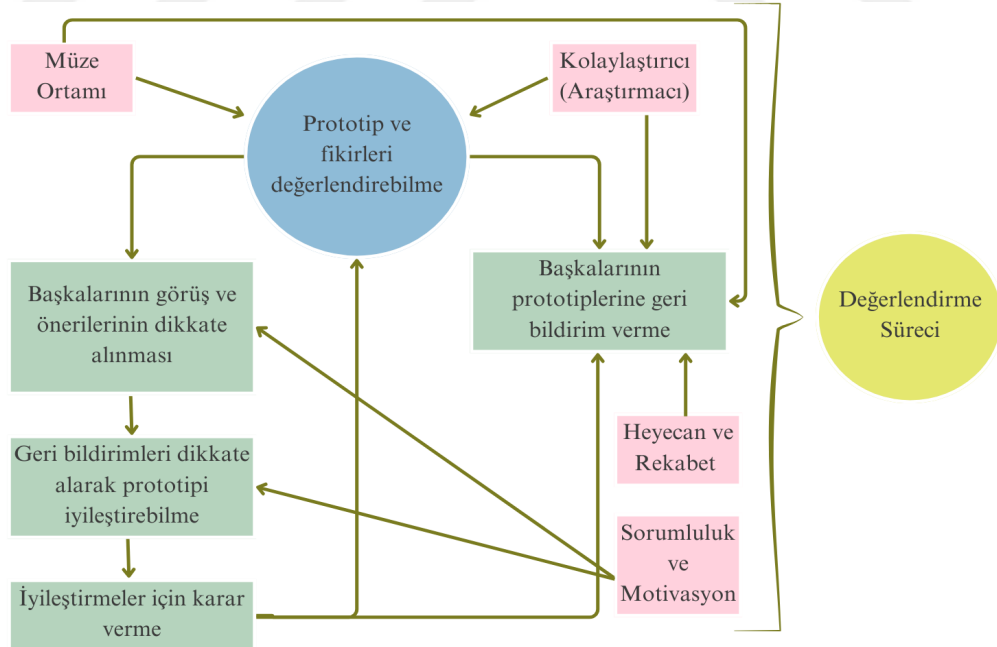 Müze
Ortamı
Kolaylaştırıcı
(Araştırmacı)
Prototip ve
fikirleri
değerlendirebilme
Başkalarının görüş ve
önerilerinin dikkate
alınması
Başkalarının
prototiplerine geri
bildirim verme
Değerlendirme
Süreci
Geri bildirimleri dikkate
alarak prototipi
iyileştirebilme
Heyecan ve
Rekabet
Sorumluluk
ve
Motivasyon
İyileştirmeler için karar
verme